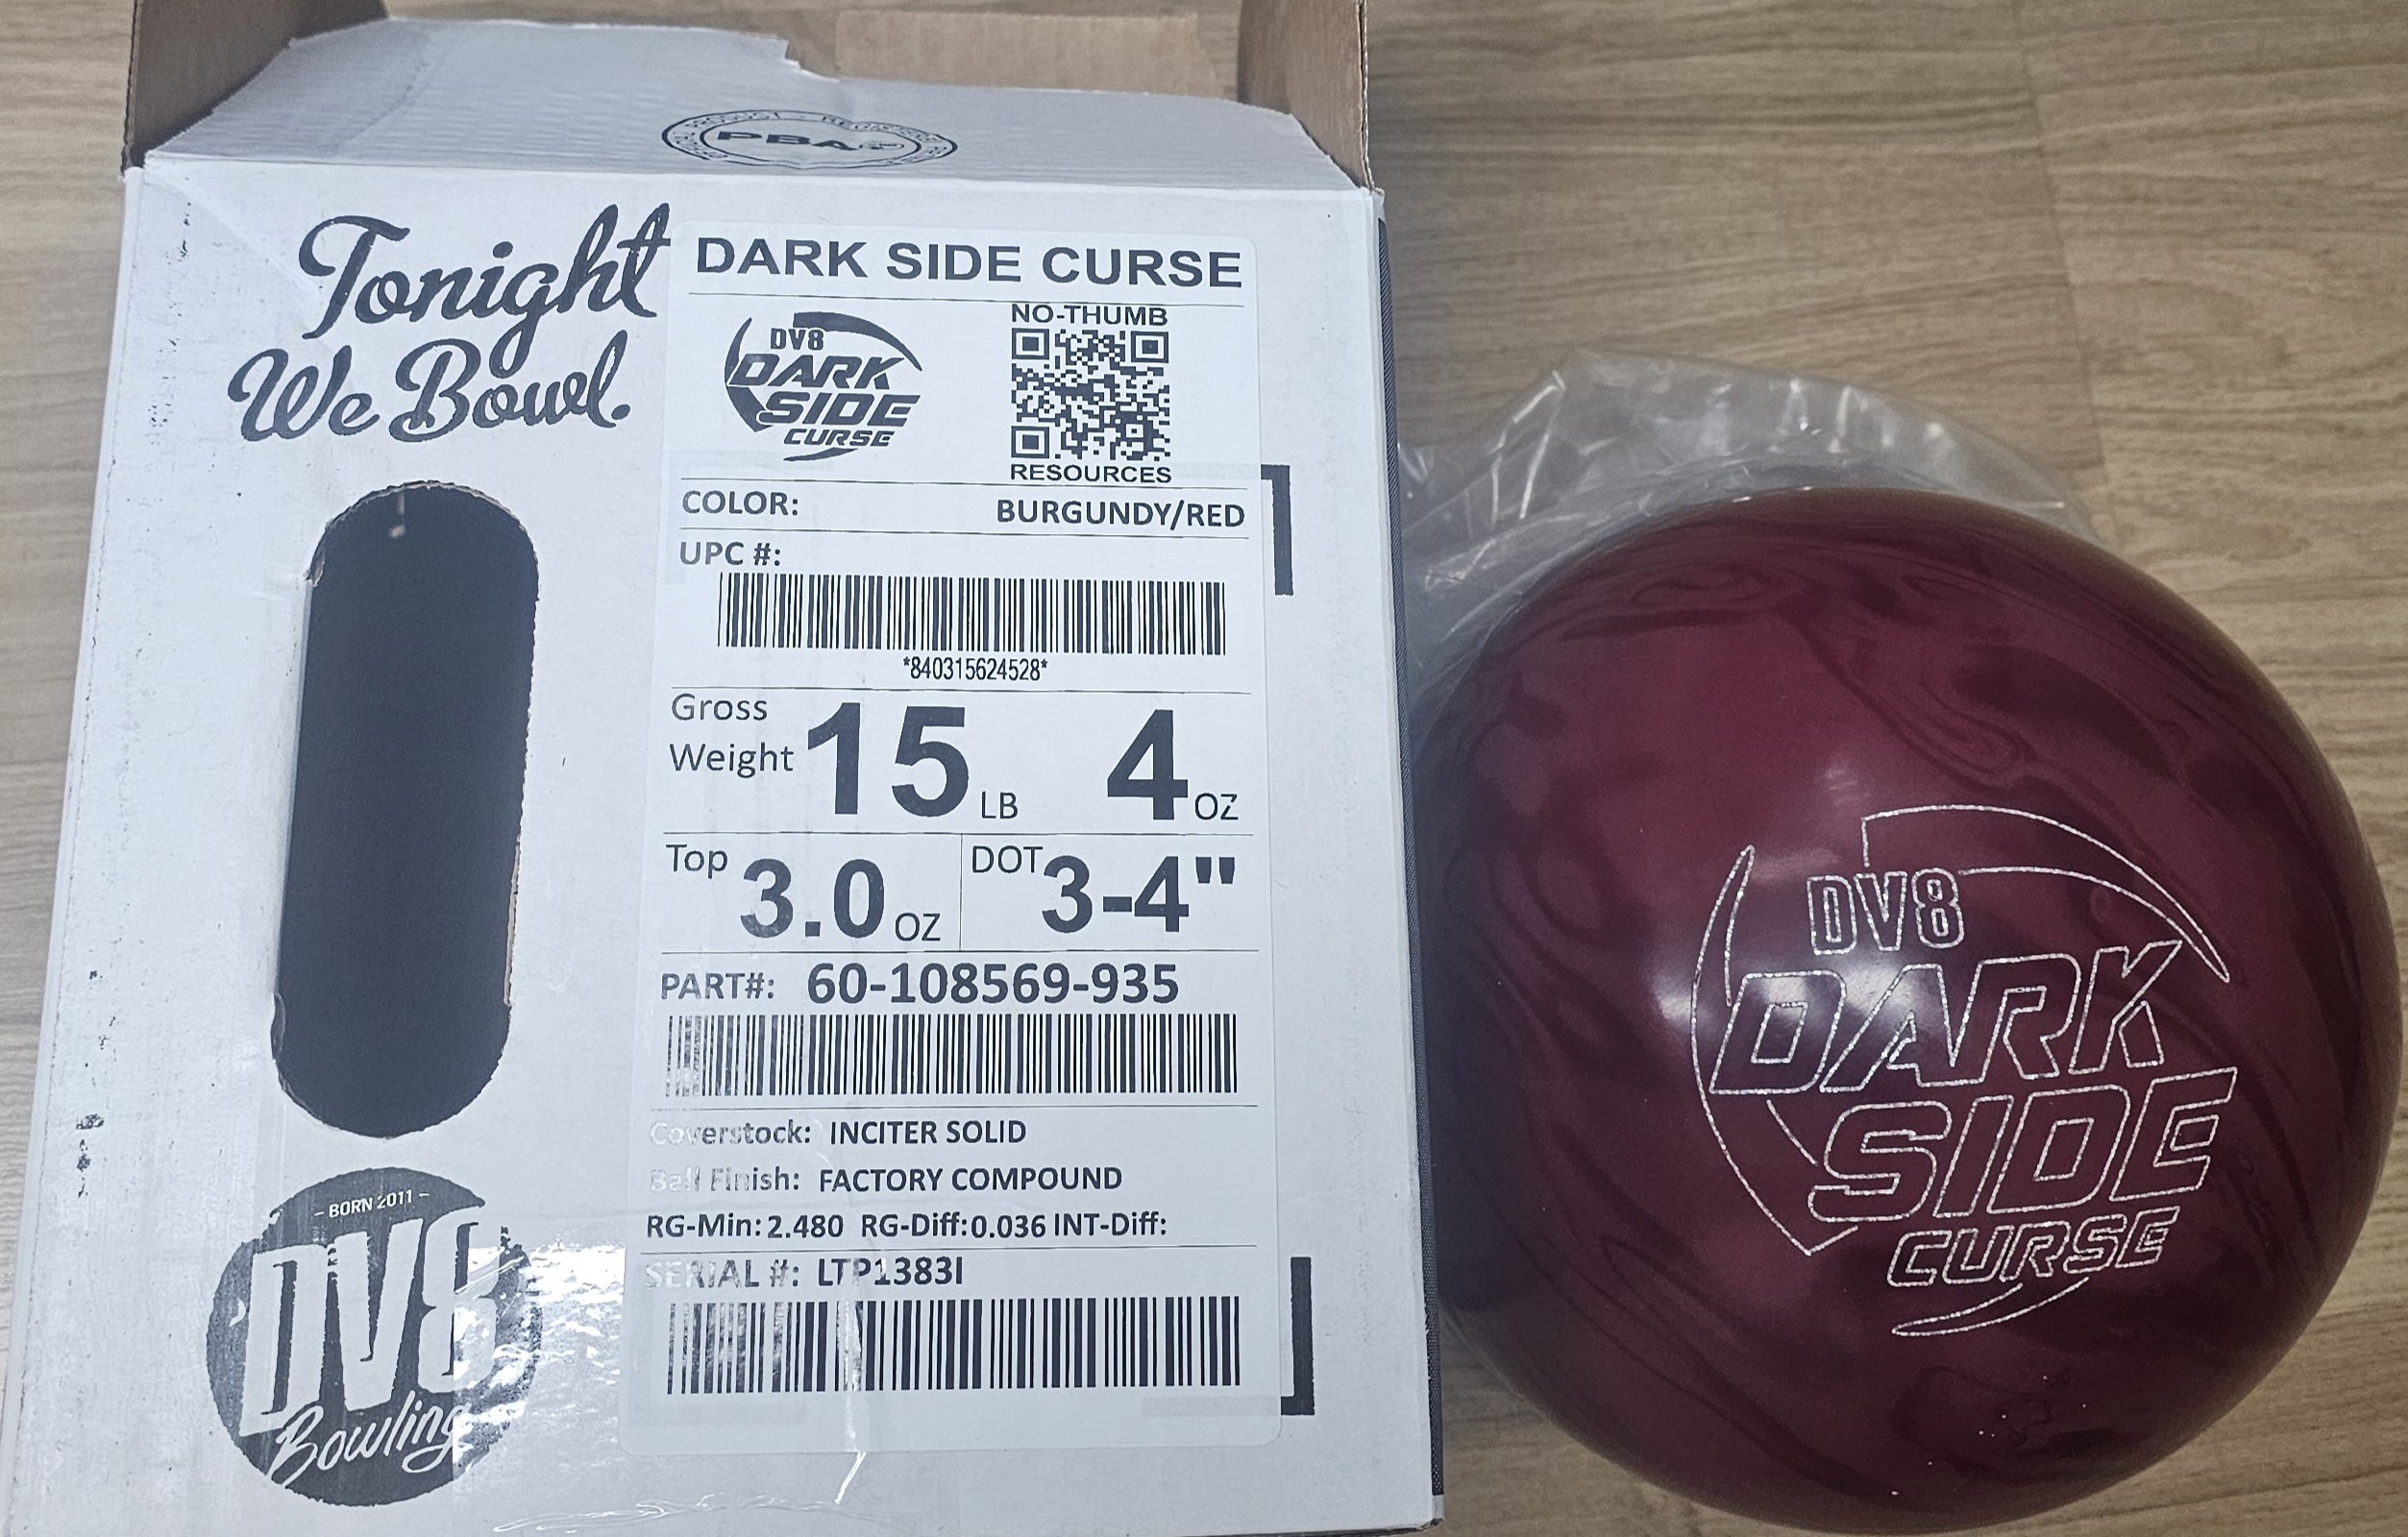 PBA
Tonight
We Bowl.
DARK SIDE CURSE
DV8
DARK
SIDE
CURSE
NO-THUMB
RESOURCES
COLOR: BURGUNDY/RED
UPC #:
*840315624528*
Gross
Weight 15 LB 4 OZ
Top 3.0 OZ DOT 3-4"
PART#: 60-108569-935
Coverstock: INCITER SOLID
Ball Finish: FACTORY COMPOUND
RG-Min: 2.480 RG-Diff: 0.036 INT-Diff:
SERIAL #: LTP1383I
- BORN 2011 -
DV8
Bowling
DV8
DARK
SIDE
CURSE